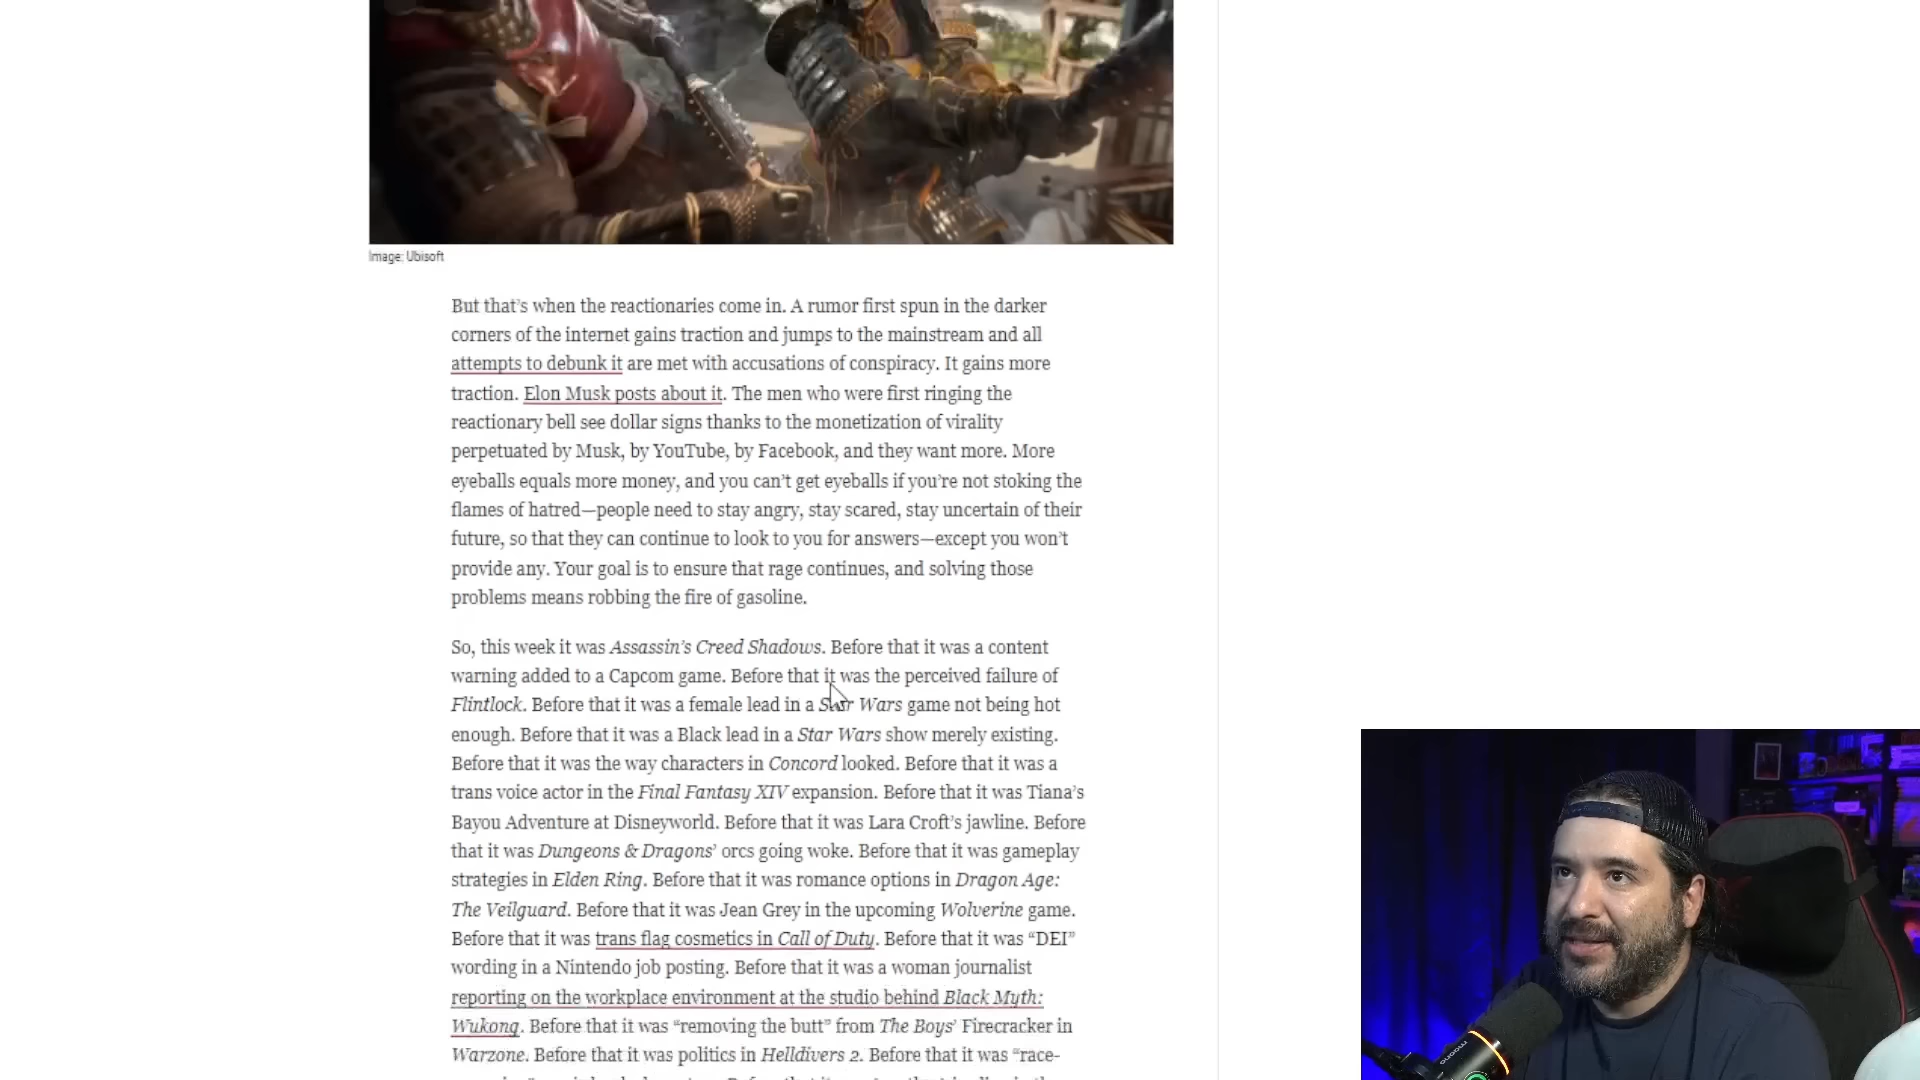 Image: Ubisoft
But that’s when the reactionaries come in. A rumor first spun in the darker
corners of the internet gains traction and jumps to the mainstream and all
attempts to debunk it are met with accusations of conspiracy. It gains more
traction. Elon Musk posts about it. The men who were first ringing the
reactionary bell see dollar signs thanks to the monetization of virality
perpetuated by Musk, by YouTube, by Facebook, and they want more. More
eyeballs equals more money, and you can’t get eyeballs if you’re not stoking the
flames of hatred—people need to stay angry, stay scared, stay uncertain of their
future, so that they can continue to look to you for answers—except you won’t
provide any. Your goal is to ensure that rage continues, and solving those
problems means robbing the fire of gasoline.
So, this week it was Assassin’s Creed Shadows. Before that it was a content
warning added to a Capcom game. Before that it was the perceived failure of
Flintlock. Before that it was a female lead in a Star Wars game not being hot
enough. Before that it was a Black lead in a Star Wars show merely existing.
Before that it was the way characters in Concord looked. Before that it was a
trans voice actor in the Final Fantasy XIV expansion. Before that it was Tiana’s
Bayou Adventure at Disneyworld. Before that it was Lara Croft’s jawline. Before
that it was Dungeons & Dragons’ orcs going woke. Before that it was gameplay
strategies in Elden Ring. Before that it was romance options in Dragon Age:
The Veilguard. Before that it was Jean Grey in the upcoming Wolverine game.
Before that it was trans flag cosmetics in Call of Duty. Before that it was “DEI”
wording in a Nintendo job posting. Before that it was a woman journalist
reporting on the workplace environment at the studio behind Black Myth:
Wukong. Before that it was “removing the butt” from The Boys’ Firecracker in
Warzone. Before that it was politics in Helldivers 2. Before that it was “race-